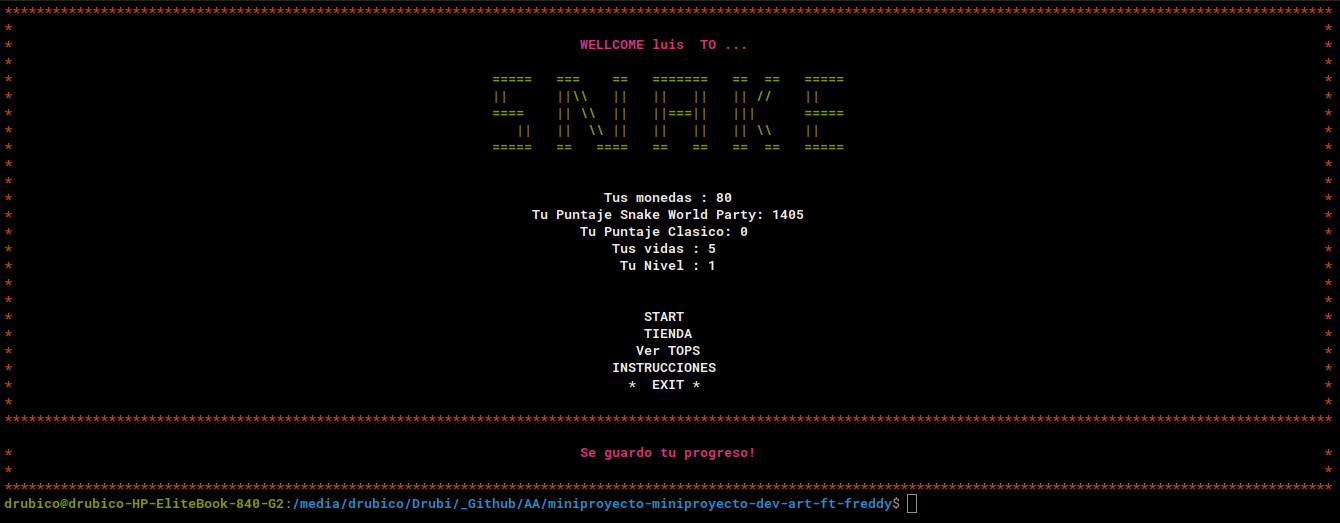 WELLCOME luis  TO ...
SNAKE
Tus monedas : 80
Tu Puntaje Snake World Party: 1405
Tu Puntaje Clasico: 0
Tus vidas : 5
Tu Nivel : 1
START
TIENDA
Ver TOPS
INSTRUCCIONES
*  EXIT *
Se guardo tu progreso!
drubico@drubico-HP-EliteBook-840-G2:/media/drubico/Drubi/_Github/AA/miniproyecto-miniproyecto-dev-art-ft-freddy$